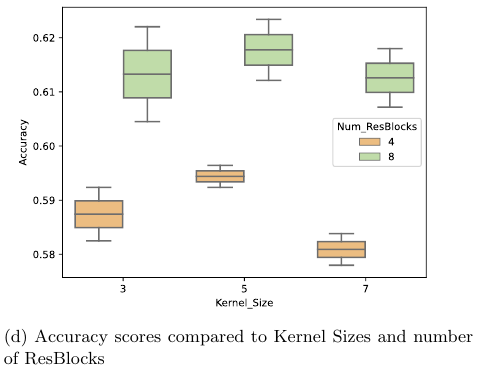 0.62
0.61
0.60
0.59
0.58
Accuracy
Num_ResBlocks
4
8
3 5 7
Kernel_Size
(d) Accuracy scores compared to Kernel Sizes and number
of ResBlocks